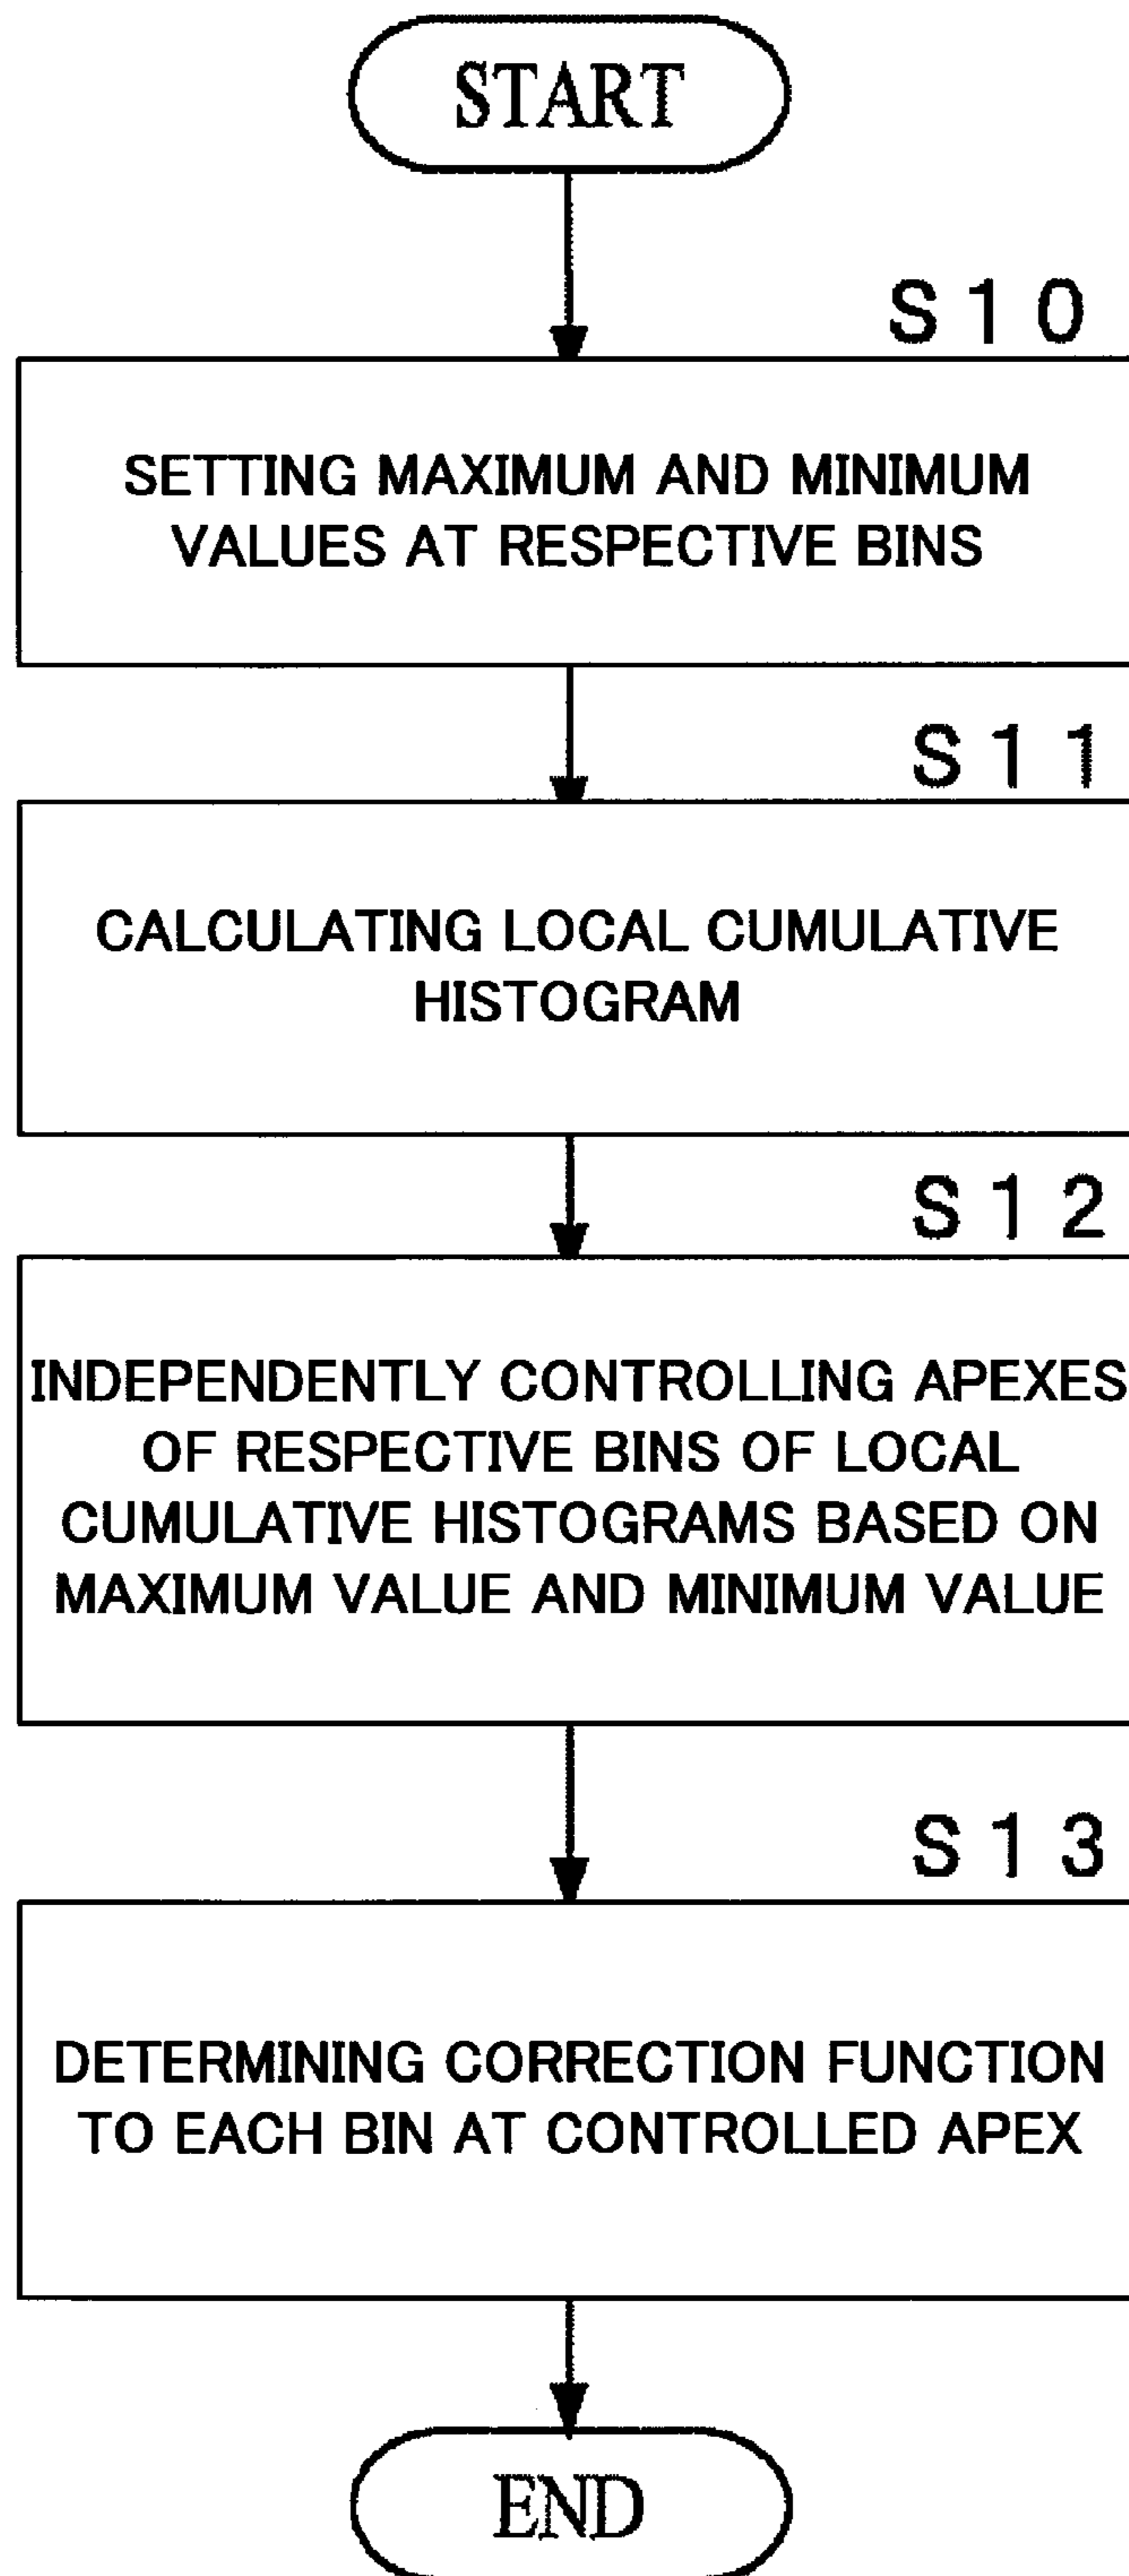 START
S10
SETTING MAXIMUM AND MINIMUM
VALUES AT RESPECTIVE BINS
S11
CALCULATING LOCAL CUMULATIVE
HISTOGRAM
S12
INDEPENDENTLY CONTROLLING APEXES
OF RESPECTIVE BINS OF LOCAL
CUMULATIVE HISTOGRAMS BASED ON
MAXIMUM VALUE AND MINIMUM VALUE
S13
DETERMINING CORRECTION FUNCTION
TO EACH BIN AT CONTROLLED APEX
END